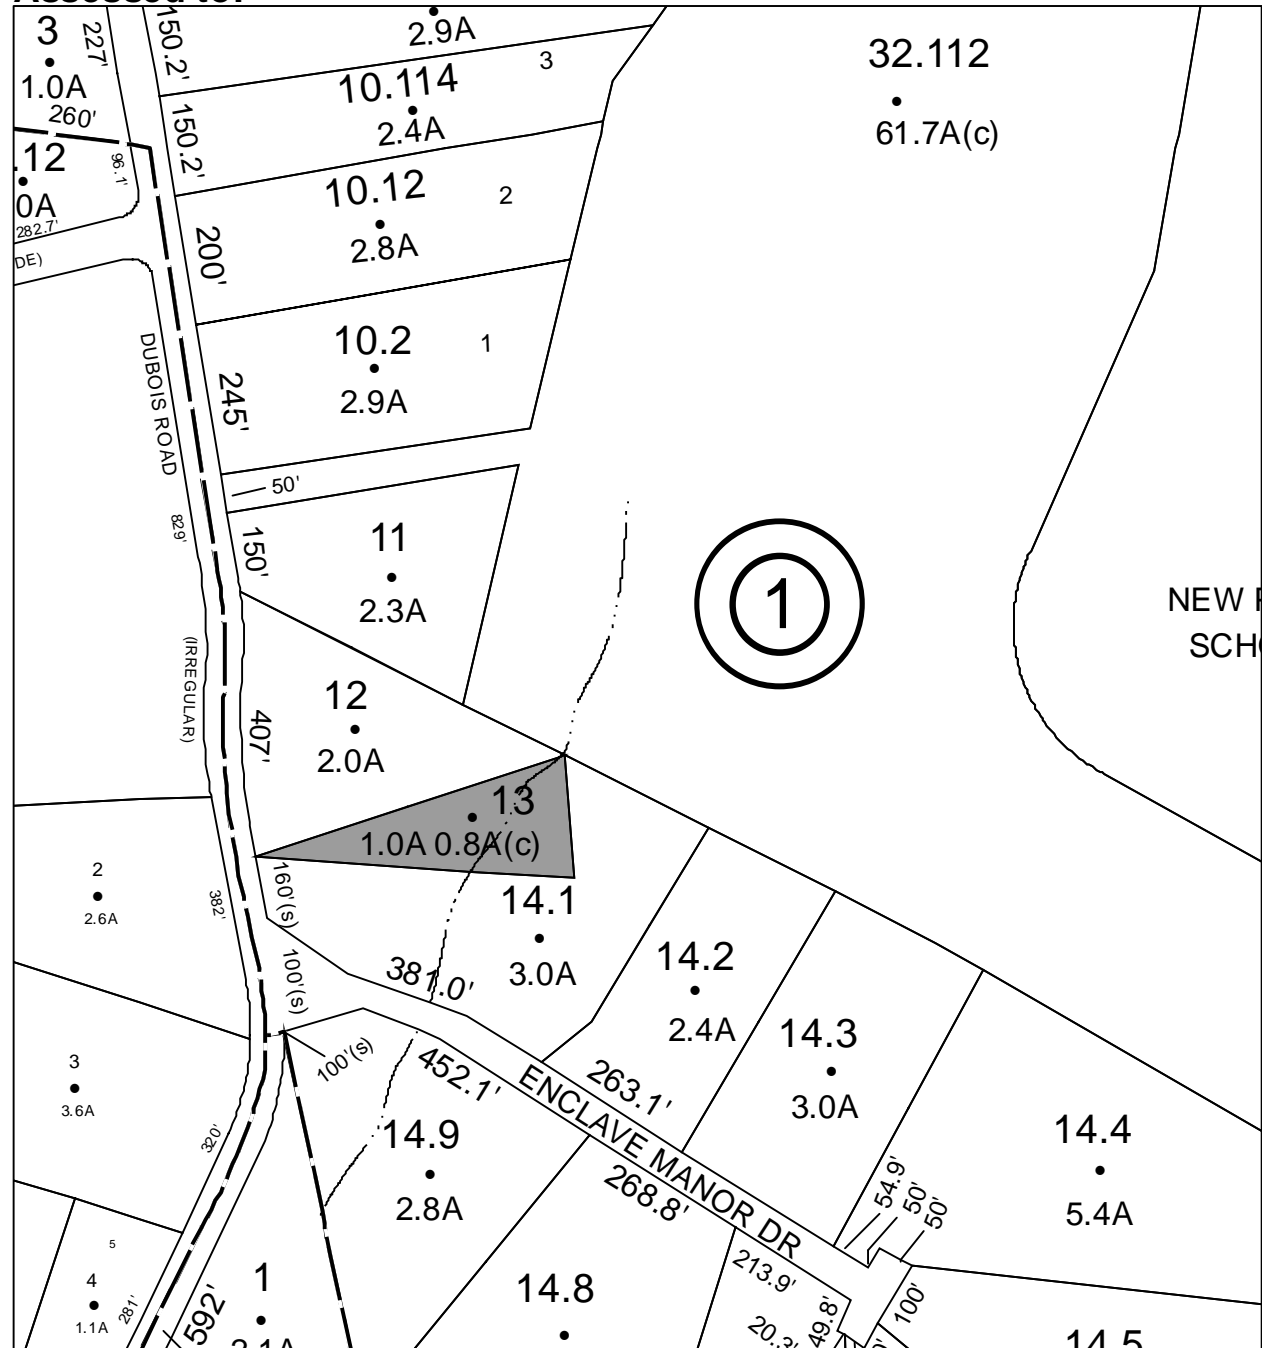 3
1.0A
227'
150.2'
2.9A
260'
10.114
3
2.4A
150.2'
32.112
61.7A(c)
.12
0A
96.1'
282.7'
DE)
10.12
2
2.8A
200'
DUBOIS ROAD
10.2
1
2.9A
245'
50'
829'
150'
11
2.3A
1
NEW
SCH
(IRREGULAR)
12
2.0A
407'
13
1.0A 0.8A(c)
2
2.6A
382'
160'(s)
14.1
3.0A
381.0'
100'(s)
100'(s)
14.2
2.4A
14.3
3.0A
3
3.6A
452.1'
263.1'
ENCLAVE MANOR DR
268.8'
14.9
2.8A
14.4
5.4A
54.9'
50'
50'
320'
5
4
1.1A
281'
592'
1
14.8
213.9'
49.8'
100'
14.5